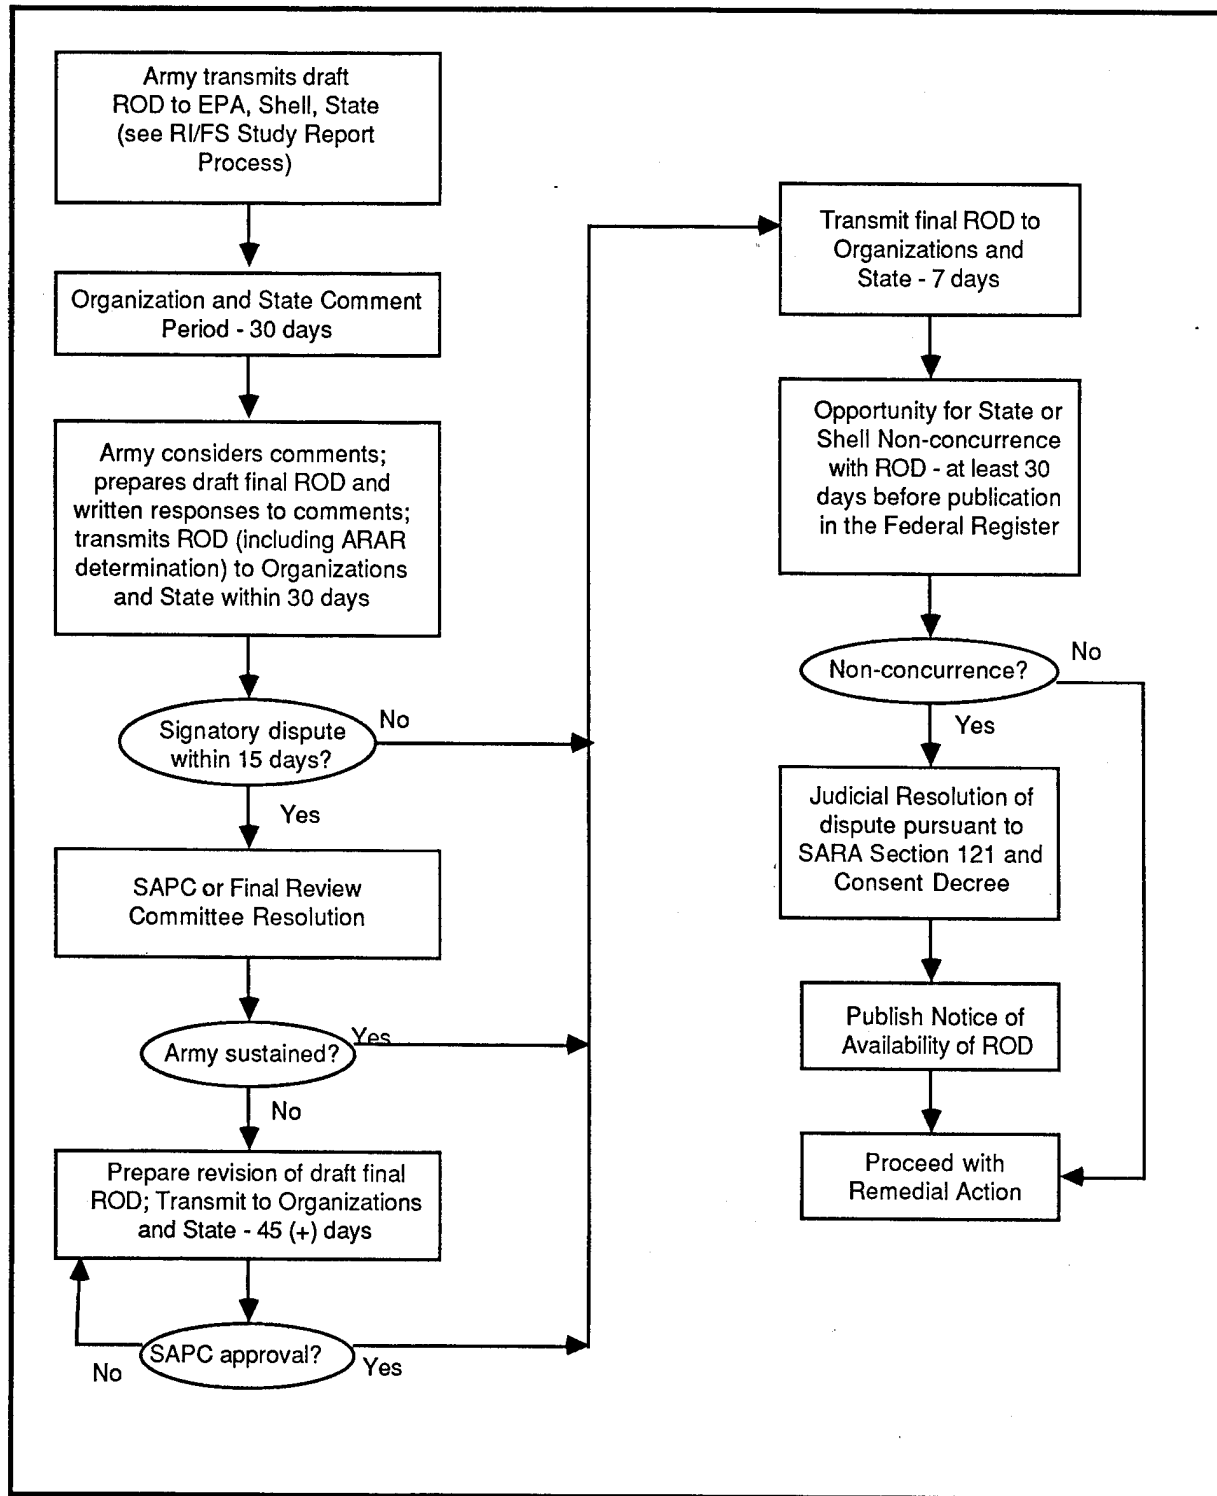 Army transmits draft
ROD to EPA, Shell, State
(see RI/FS Study Report
Process)
Organization and State Comment
Period - 30 days
Army considers comments;
prepares draft final ROD and
written responses to comments;
transmits ROD (including ARAR
determination) to Organizations
and State within 30 days
Signatory dispute
within 15 days?
No
Yes
SAPC or Final Review
Committee Resolution
Army sustained?
Yes
No
Prepare revision of draft final
ROD; Transmit to Organizations
and State - 45 (+) days
SAPC approval?
No
Yes
Transmit final ROD to
Organizations and
State - 7 days
Opportunity for State or
Shell Non-concurrence
with ROD - at least 30
days before publication
in the Federal Register
Non-concurrence?
No
Yes
Judicial Resolution of
dispute pursuant to
SARA Section 121 and
Consent Decree
Publish Notice of
Availability of ROD
Proceed with
Remedial Action